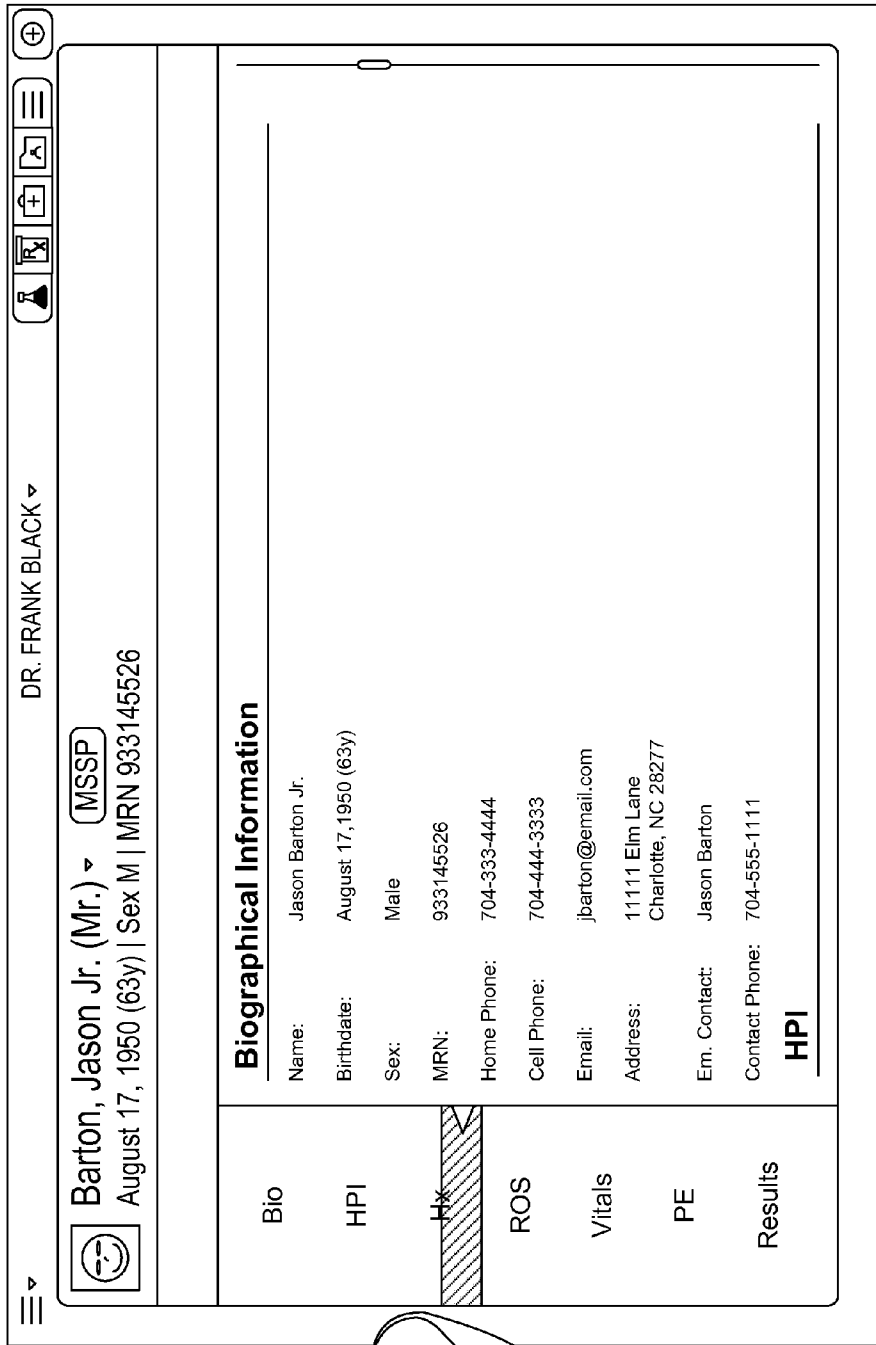 DR. FRANK BLACK
Rx
A
Barton, Jason Jr. (Mr.) MSSP
August 17, 1950 (63y) | Sex M | MRN 933145526
Bio
HPI
Hx
ROS
Vitals
PE
Results
Biographical Information
Name: Jason Barton Jr.
Birthdate: August 17,1950 (63y)
Sex: Male
MRN: 933145526
Home Phone: 704-333-4444
Cell Phone: 704-444-3333
Email: jbarton@email.com
Address: 11111 Elm Lane
Charlotte, NC 28277
Em. Contact: Jason Barton
Contact Phone: 704-555-1111
HPI